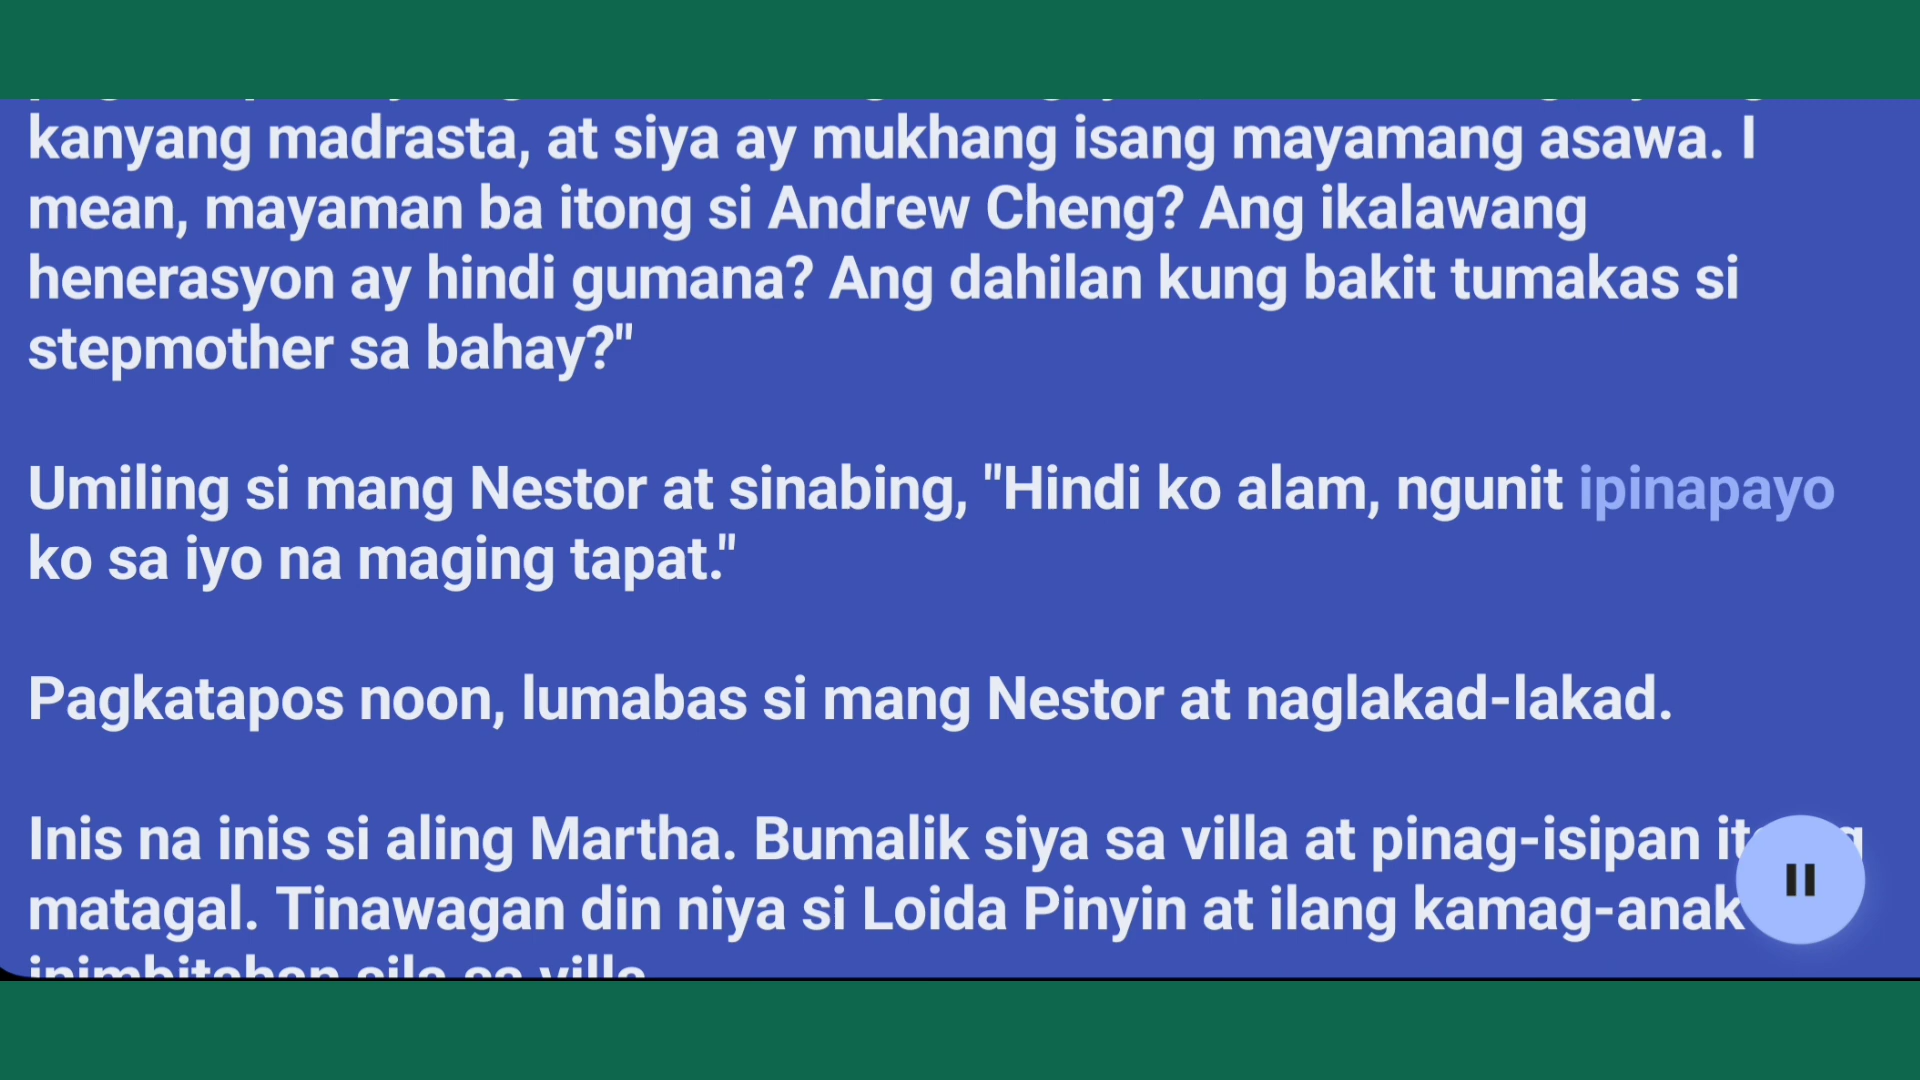 kanyang madrasta, at siya ay mukhang isang mayamang asawa. I
mean, mayaman ba itong si Andrew Cheng? Ang ikalawang
henerasyon ay hindi gumana? Ang dahilan kung bakit tumakas si
stepmother sa bahay?"
Umiling si mang Nestor at sinabing, "Hindi ko alam, ngunit ipinapayo
ko sa iyo na maging tapat."
Pagkatapos noon, lumabas si mang Nestor at naglakad-lakad.
Inis na inis si aling Martha. Bumalik siya sa villa at pinag-isipan
matagal. Tinawagan din niya si Loida Pinyin at ilang kamag-anak
inimbitahan sila sa villa